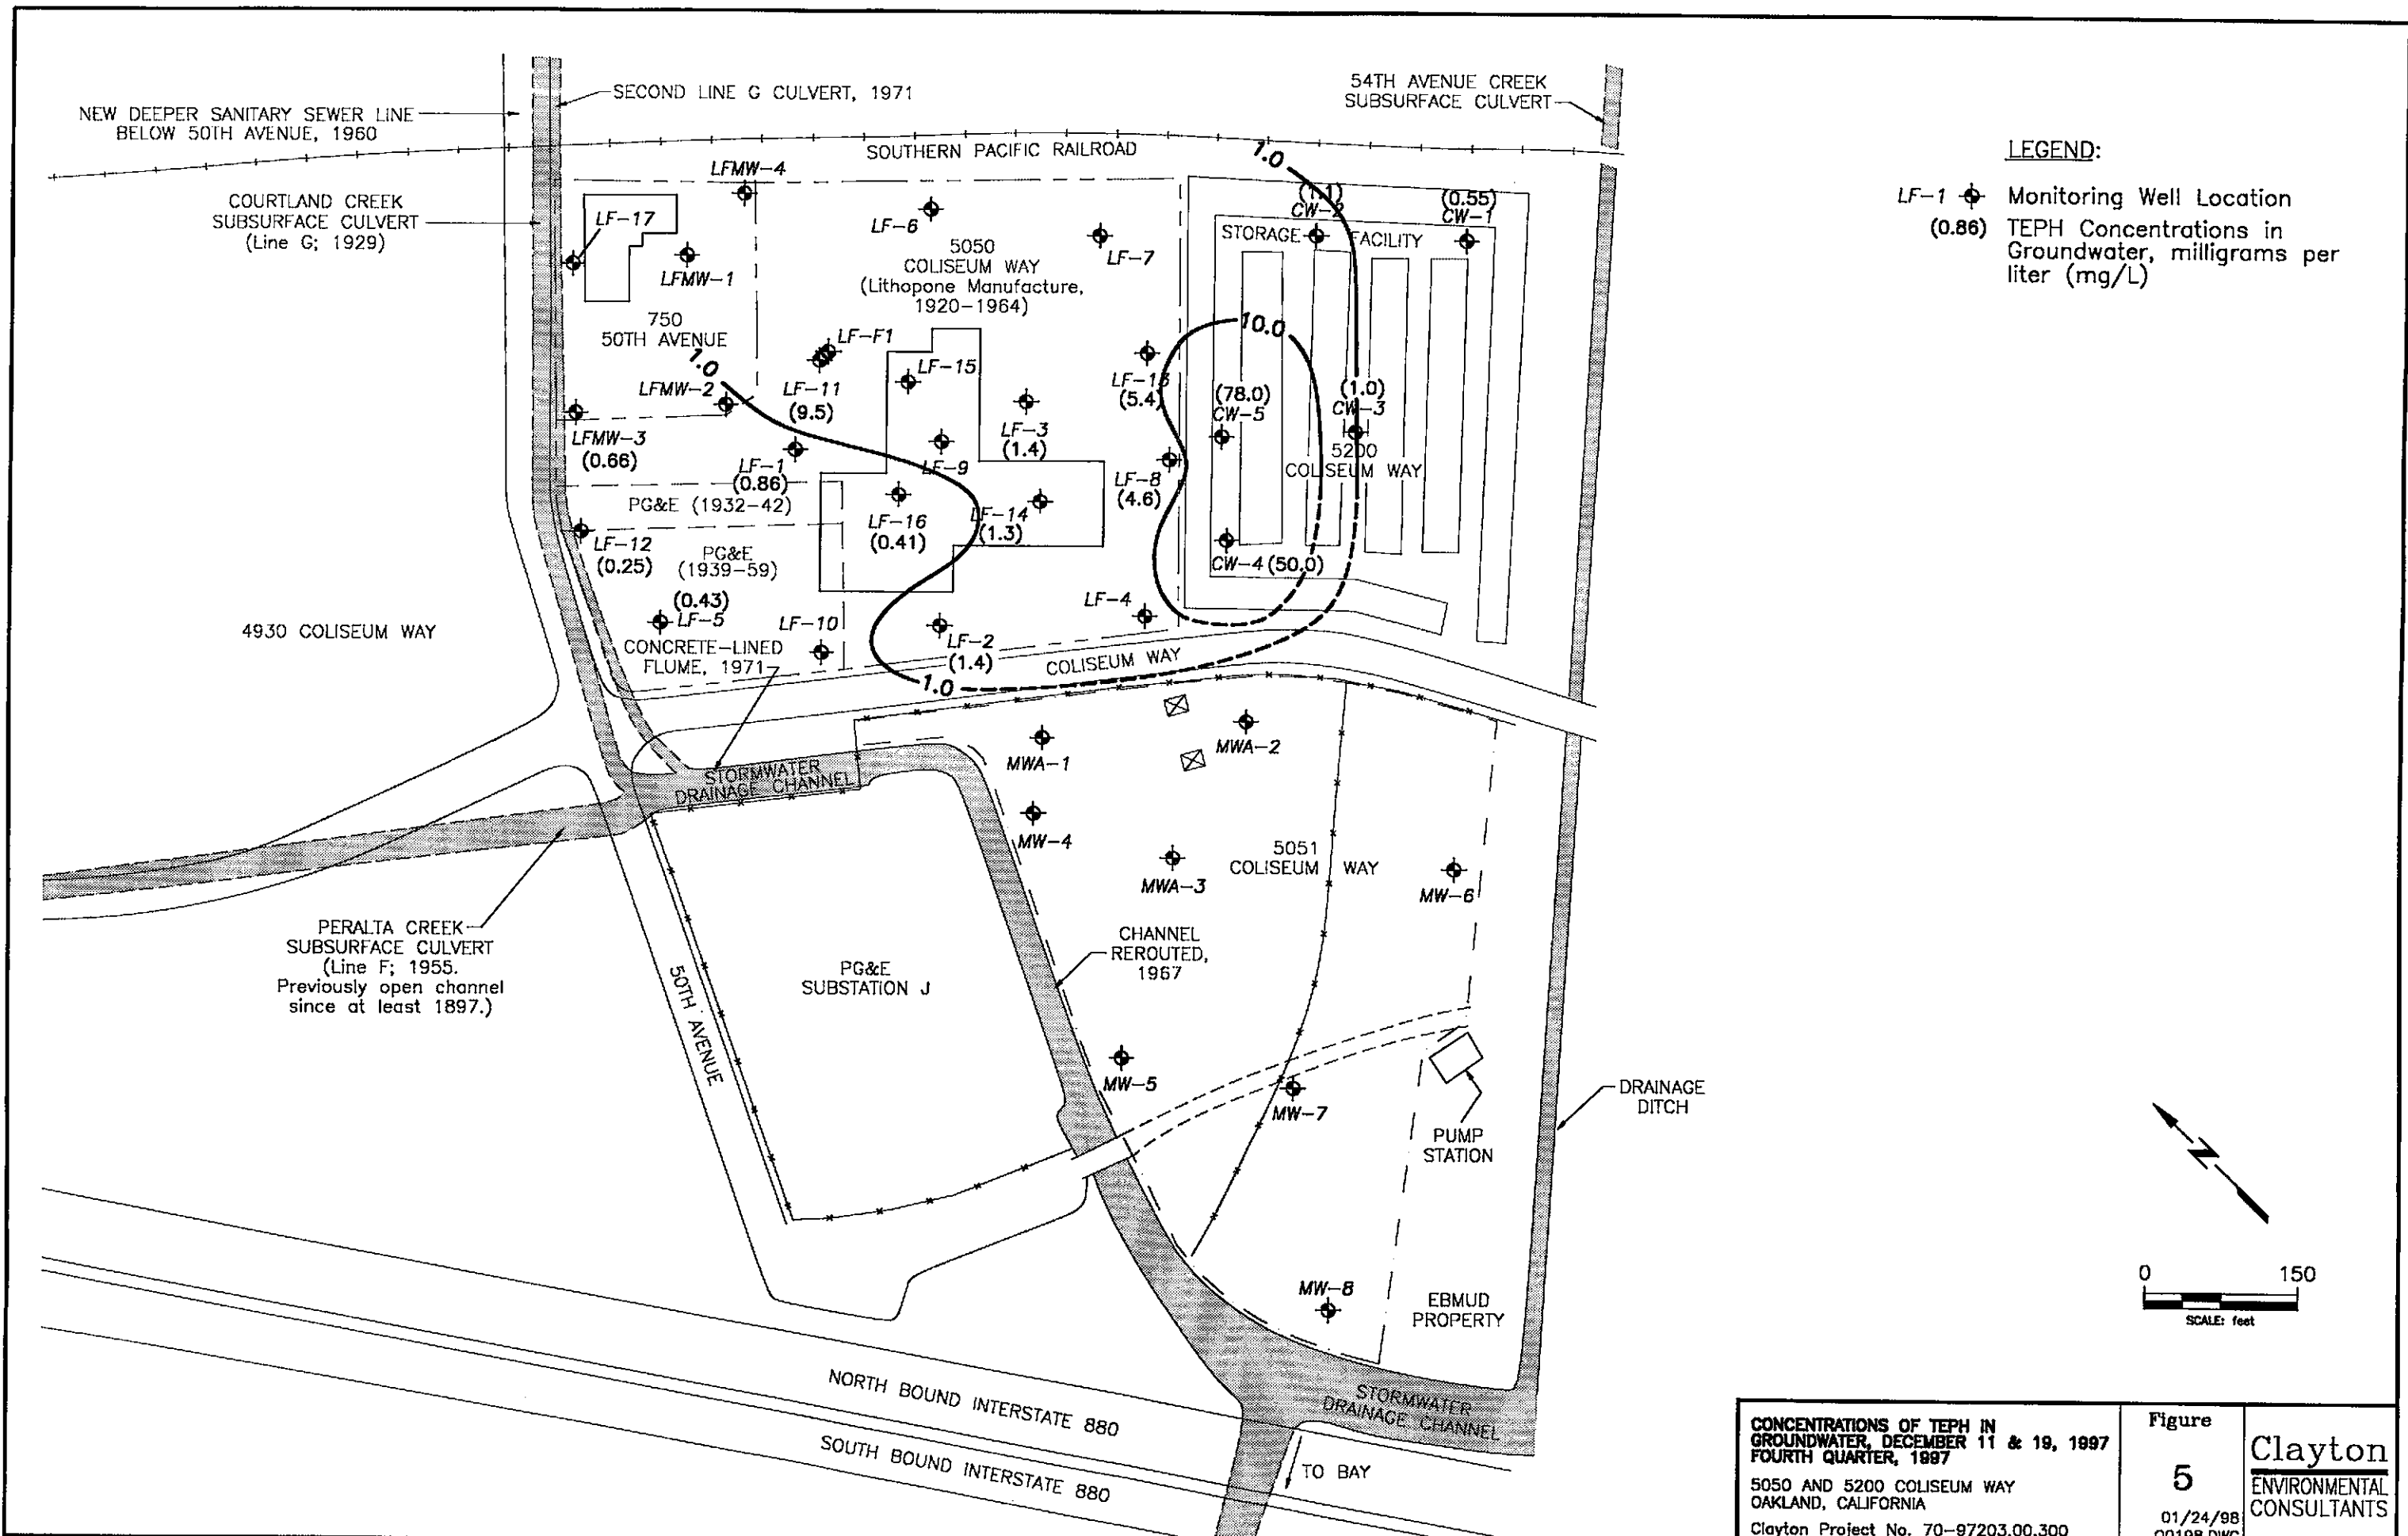 NEW DEEPER SANITARY SEWER LINE
BELOW 50TH AVENUE, 1960
SECOND LINE G CULVERT, 1971
54TH AVENUE CREEK
SUBSURFACE CULVERT
SOUTHERN PACIFIC RAILROAD
COURTLAND CREEK
SUBSURFACE CULVERT
(Line G; 1929)
LEGEND:
LF-1 Monitoring Well Location
(0.86) TEPH Concentrations in
Groundwater, milligrams per
liter (mg/L)
LFMW-4
LF-17
LFMW-1
LF-6
LF-7
5050
COLISEUM WAY
(Lithopone Manufacture,
1920-1964)
1.0
(1.1)
CW-2
(0.55)
CW-1
STORAGE FACILITY
750
50TH AVENUE
1.0
LFMW-2
LF-F1
LF-11
(9.5)
LF-15
10.0
LF-13
(5.4)
(78.0)
CW-5
(1.0)
CW-3
LFMW-3
(0.66)
LF-1
(0.86)
LF-9
LF-3
(1.4)
LF-8
(4.6)
5200
COLISEUM WAY
PG&E (1932-42)
LF-16
(0.41)
LF-14
(1.3)
LF-12
(0.25)
PG&E
(1939-59)
CW-4 (50.0)
(0.43)
LF-5
LF-10
LF-2
(1.4)
LF-4
4930 COLISEUM WAY
CONCRETE-LINED
FLUME, 1971
1.0
COLISEUM WAY
STORMWATER
DRAINAGE CHANNEL
MWA-1
MWA-2
MW-4
MWA-3
5051
COLISEUM WAY
MW-6
PERALTA CREEK
SUBSURFACE CULVERT
(Line F; 1955.
Previously open channel
since at least 1897.)
50TH AVENUE
PG&E
SUBSTATION J
CHANNEL
REROUTED,
1967
MW-5
MW-7
PUMP
STATION
DRAINAGE
DITCH
N
0 150
SCALE: feet
MW-8
EBMUD
PROPERTY
NORTH BOUND INTERSTATE 880
SOUTH BOUND INTERSTATE 880
STORMWATER
DRAINAGE CHANNEL
TO BAY
CONCENTRATIONS OF TEPH IN
GROUNDWATER, DECEMBER 11 & 19, 1997
FOURTH QUARTER, 1997
5050 AND 5200 COLISEUM WAY
OAKLAND, CALIFORNIA
Clayton Project No. 70-97203.00.300
Figure
5
01/24/98
Clayton
ENVIRONMENTAL
CONSULTANTS